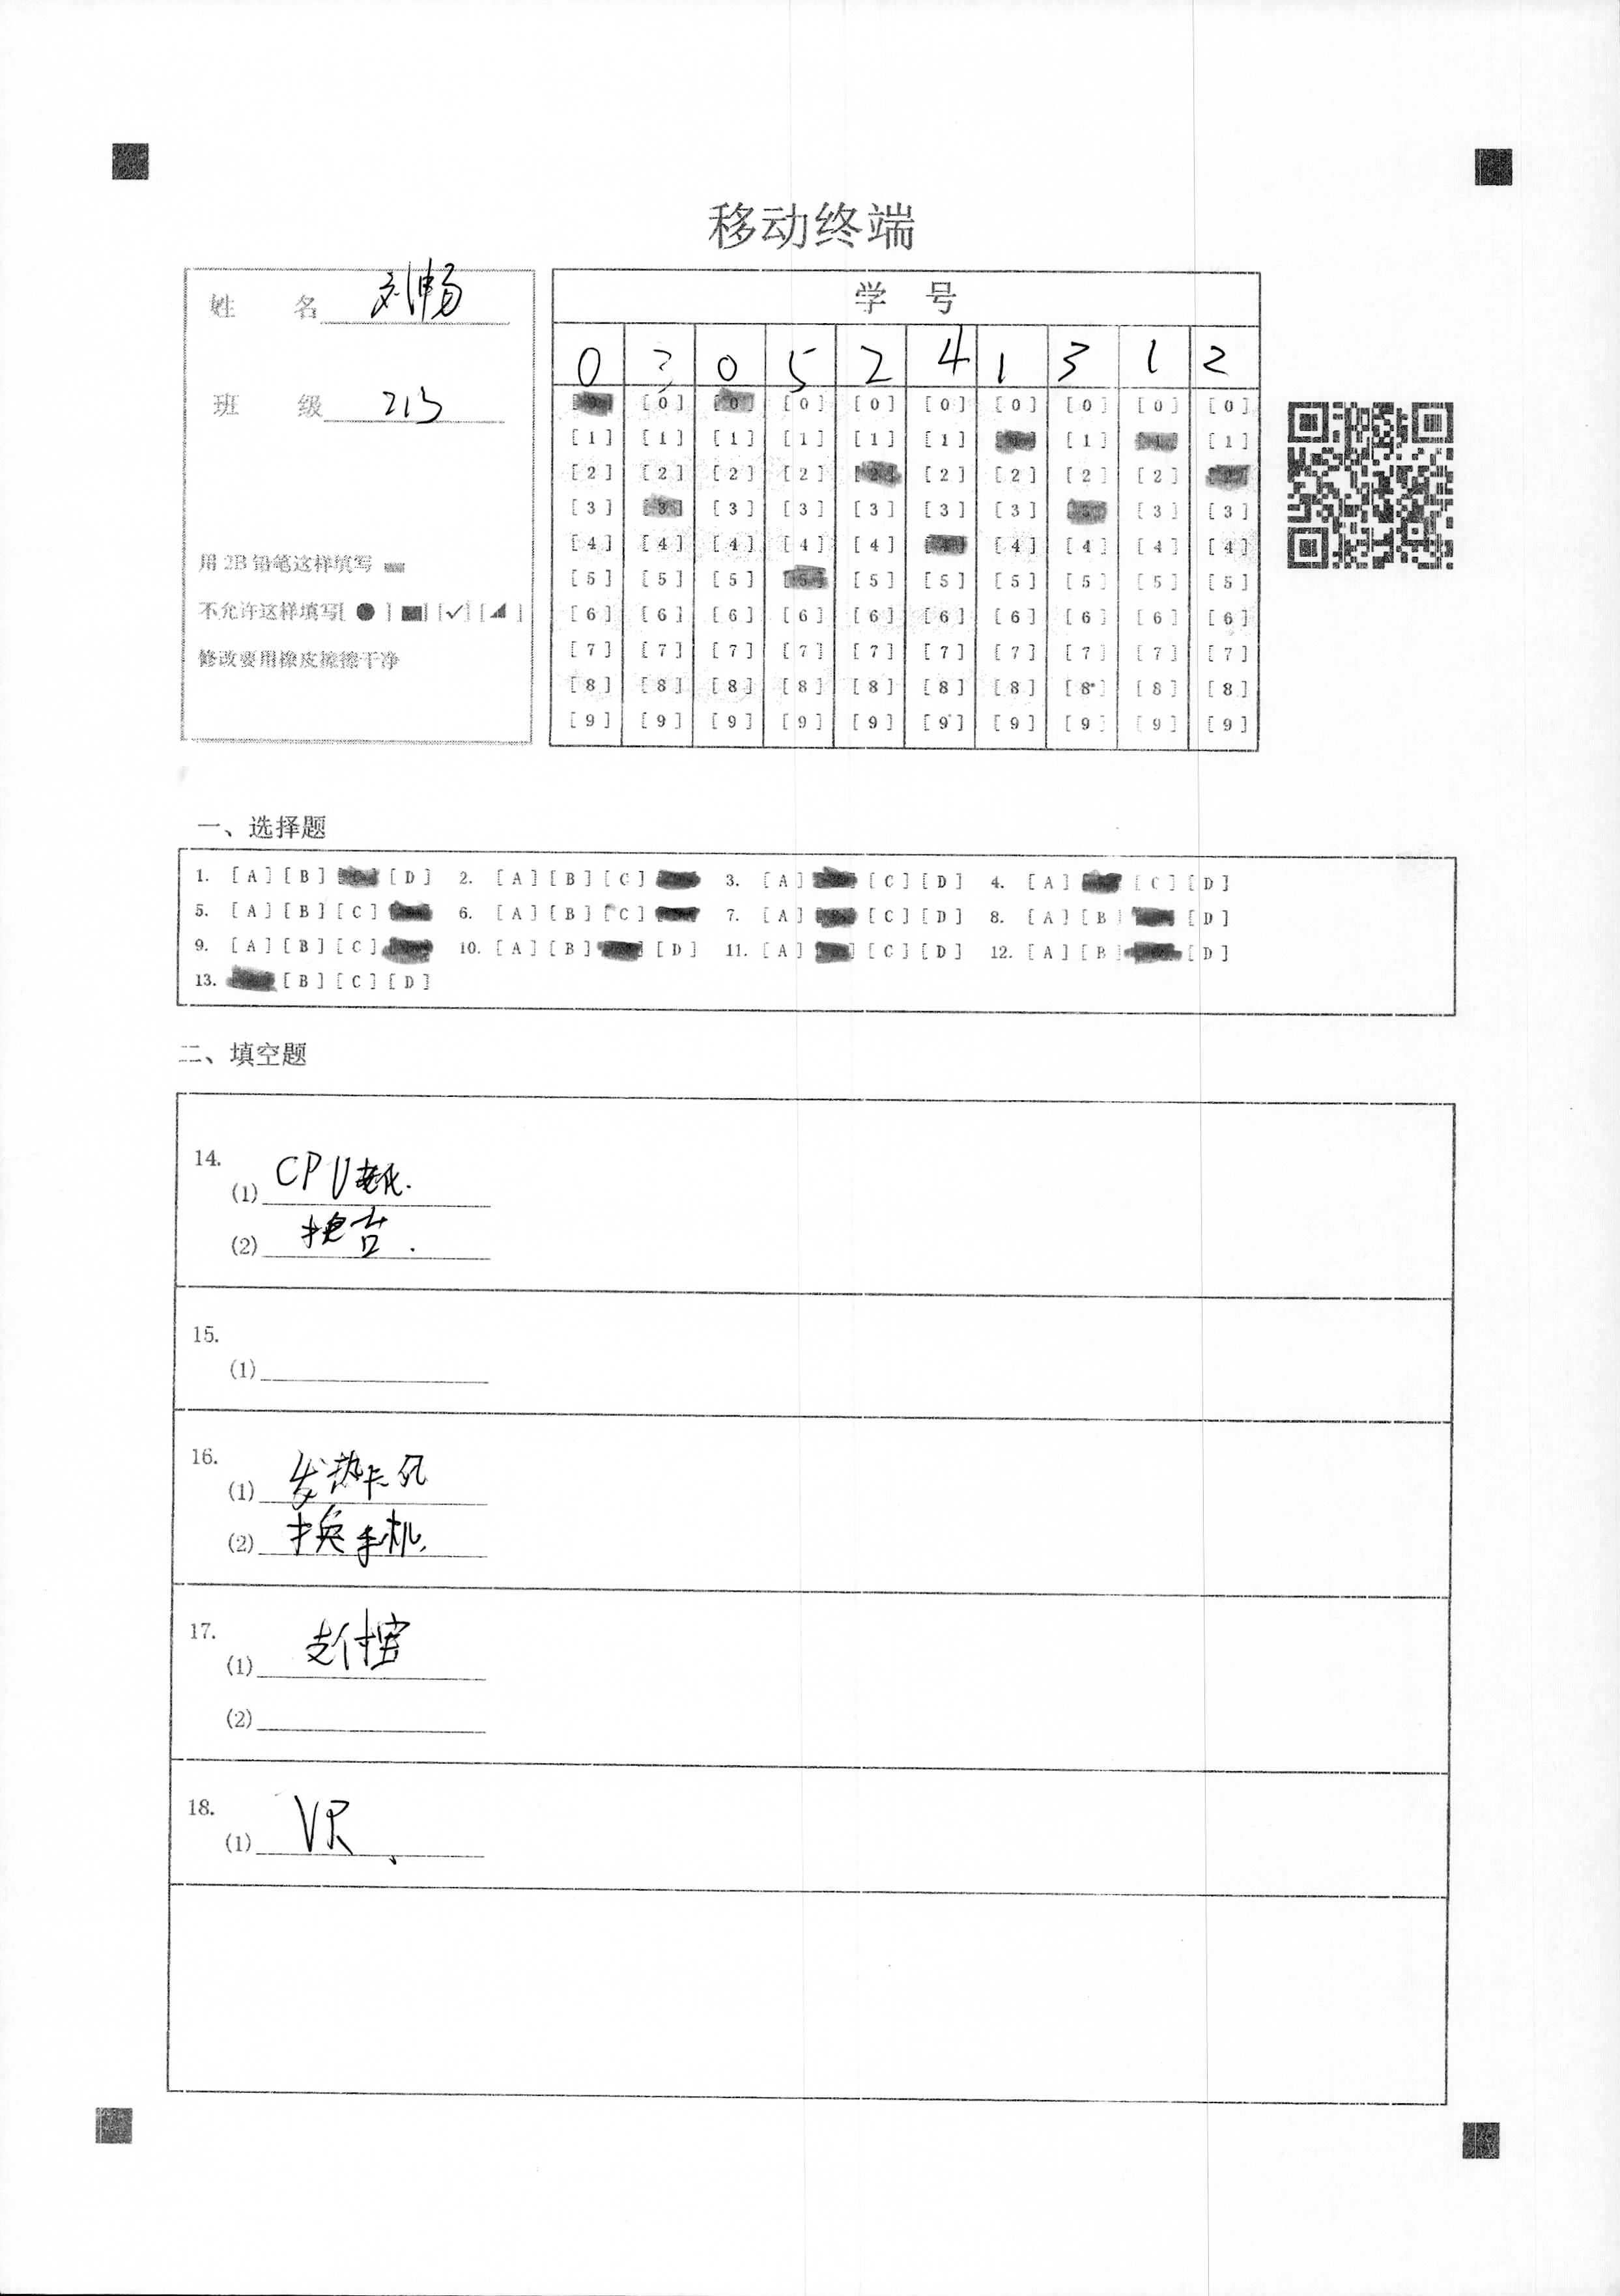 移动终端
姓 名 刘畅
班 级 213
用 2B 铅笔这样填写
不允许这样填写[ ● ] [■] [✓] [◢ ]
修改要用橡皮擦擦干净
学 号
0 3 0 5 2 4 1 3 1 2
[0] [0] [0] [0] [0] [0] [0] [0] [0] [0]
[1] [1] [1] [1] [1] [1] [1] [1] [1] [1]
[2] [2] [2] [2] [2] [2] [2] [2] [2] [2]
[3] [3] [3] [3] [3] [3] [3] [3] [3] [3]
[4] [4] [4] [4] [4] [4] [4] [4] [4] [4]
[5] [5] [5] [5] [5] [5] [5] [5] [5] [5]
[6] [6] [6] [6] [6] [6] [6] [6] [6] [6]
[7] [7] [7] [7] [7] [7] [7] [7] [7] [7]
[8] [8] [8] [8] [8] [8] [8] [8] [8] [8]
[9] [9] [9] [9] [9] [9] [9] [9] [9] [9]
一、选择题
1. [A] [B] [D] 2. [A] [B] [C] 3. [A] [C] [D] 4. [A] [C] [D]
5. [A] [B] [C] 6. [A] [B] [C] 7. [A] [C] [D] 8. [A] [B] [D]
9. [A] [B] [C] 10. [A] [B] [D] 11. [A] [C] [D] 12. [A] [B] [D]
13. [B] [C] [D]
二、填空题
14.
(1) CPU老化.
(2)
15.
(1)
16.
(1) 发热卡死
(2) 换手机.
17.
(1) 支付密
(2)
18.
(1) VR、